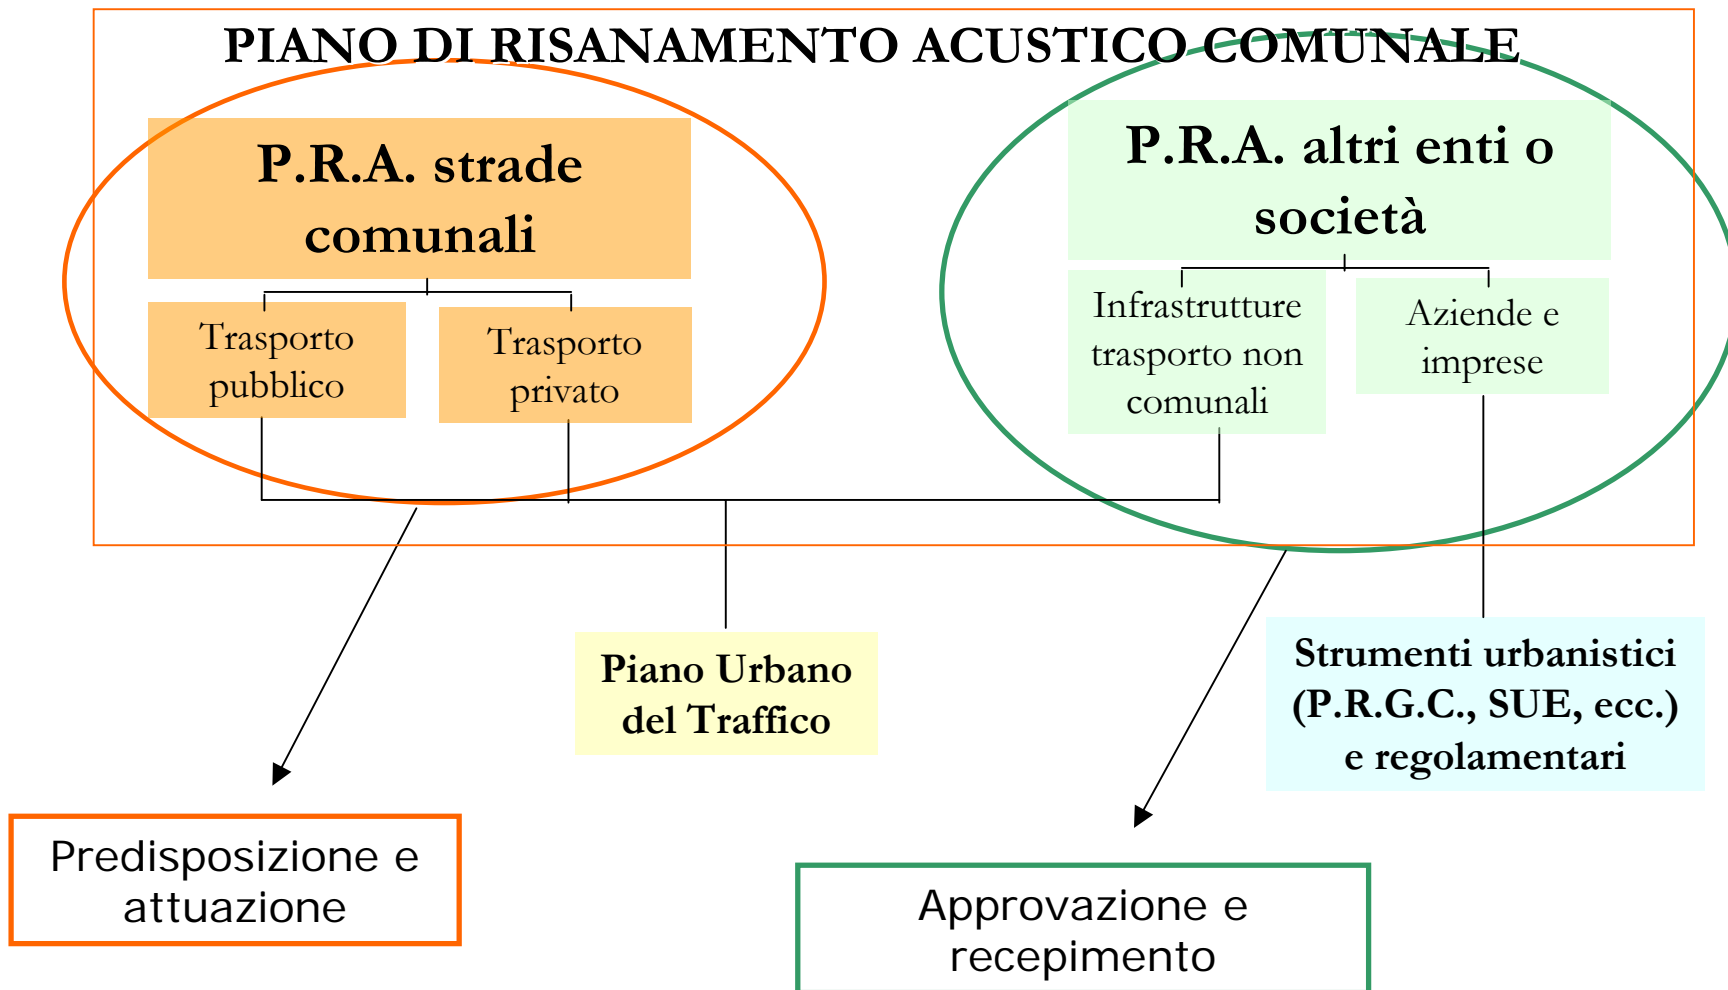 PIANO DI RISANAMENTO ACUSTICO COMUNALE
P.R.A. strade
comunali
Trasporto
pubblico
Trasporto
privato
P.R.A. altri enti o
società
Infrastrutture
trasporto non
comunali
Aziende e
imprese
Piano Urbano
del Traffico
Strumenti urbanistici
(P.R.G.C., SUE, ecc.)
e regolamentari
Predisposizione e
attuazione
Approvazione e
recepimento